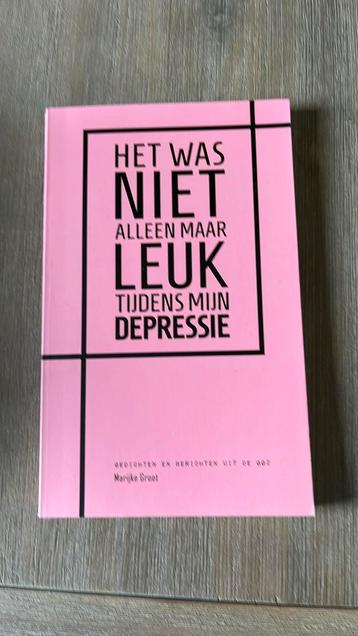 HET WAS
NIET
ALLEEN MAAR
LEUK
TIJDENS MIJN
DEPRESSIE
GEDICHTEN EN BERICHTEN UIT DE GGZ
Marijke Groot